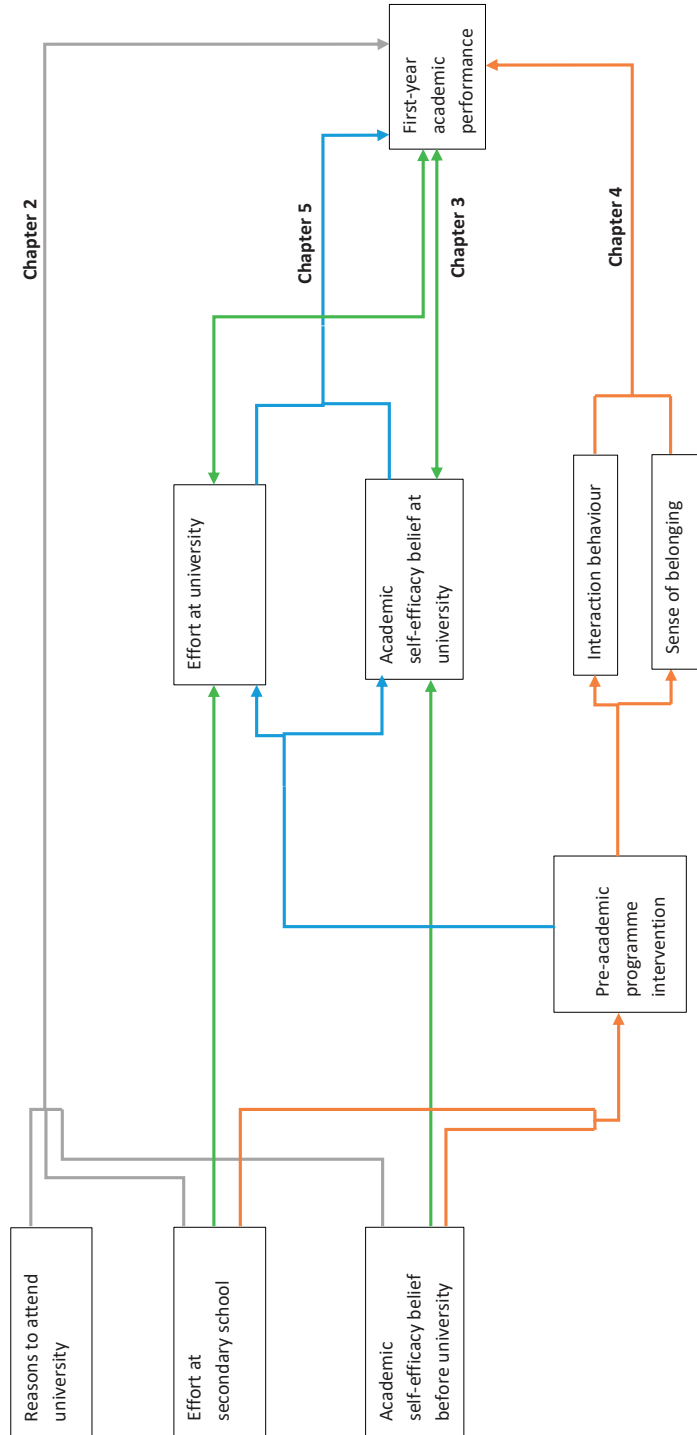 Reasons to attend
university
Effort at
secondary school
Academic
self-efficacy belief
before university
Pre-academic
programme
intervention
Effort at university
Academic
self-efficacy belief at
university
Interaction behaviour
Sense of belonging
Chapter 2
Chapter 5
Chapter 3
Chapter 4
First-year
academic
performance